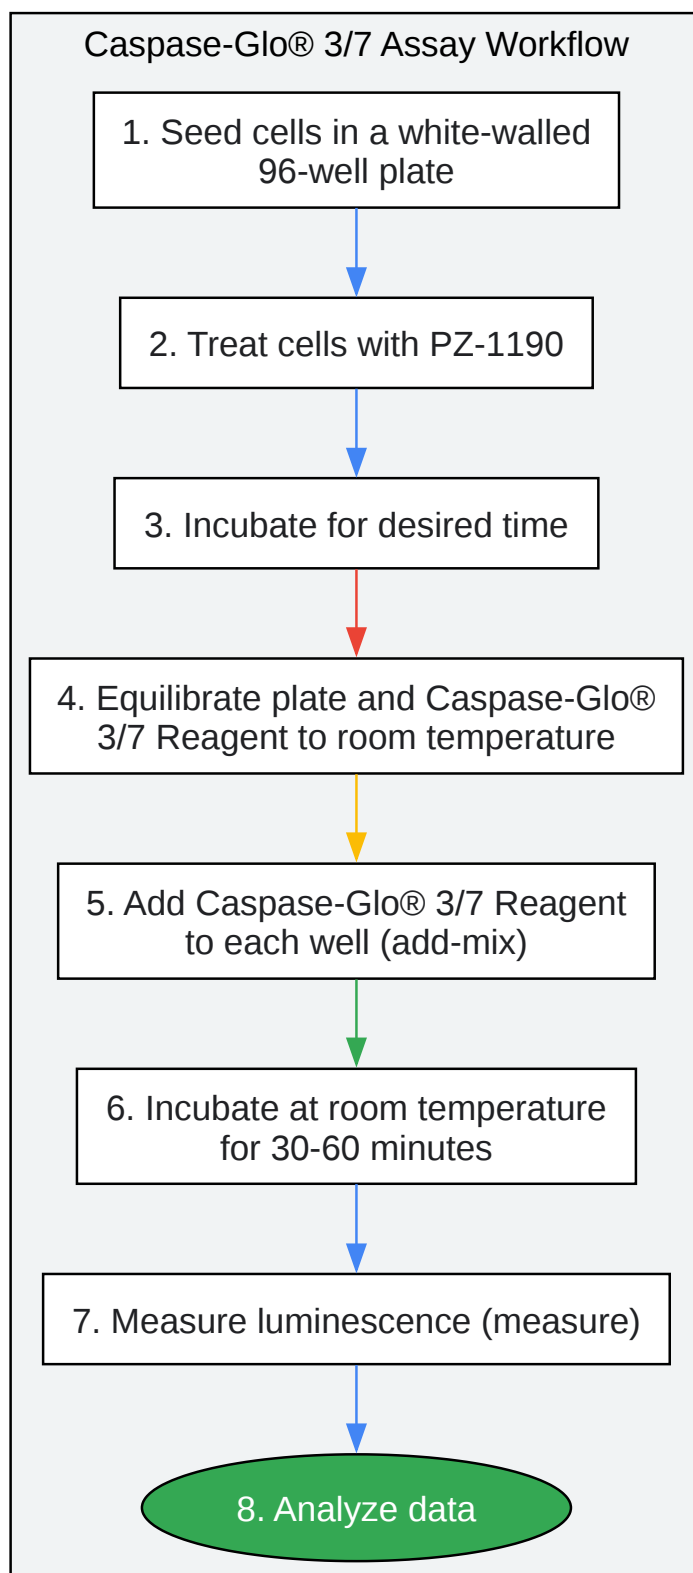 Caspase-Glo® 3/7 Assay Workflow
1. Seed cells in a white-walled
96-well plate
2. Treat cells with PZ-1190
3. Incubate for desired time
4. Equilibrate plate and Caspase-Glo®
3/7 Reagent to room temperature
5. Add Caspase-Glo® 3/7 Reagent
to each well (add-mix)
6. Incubate at room temperature
for 30-60 minutes
7. Measure luminescence (measure)
8. Analyze data